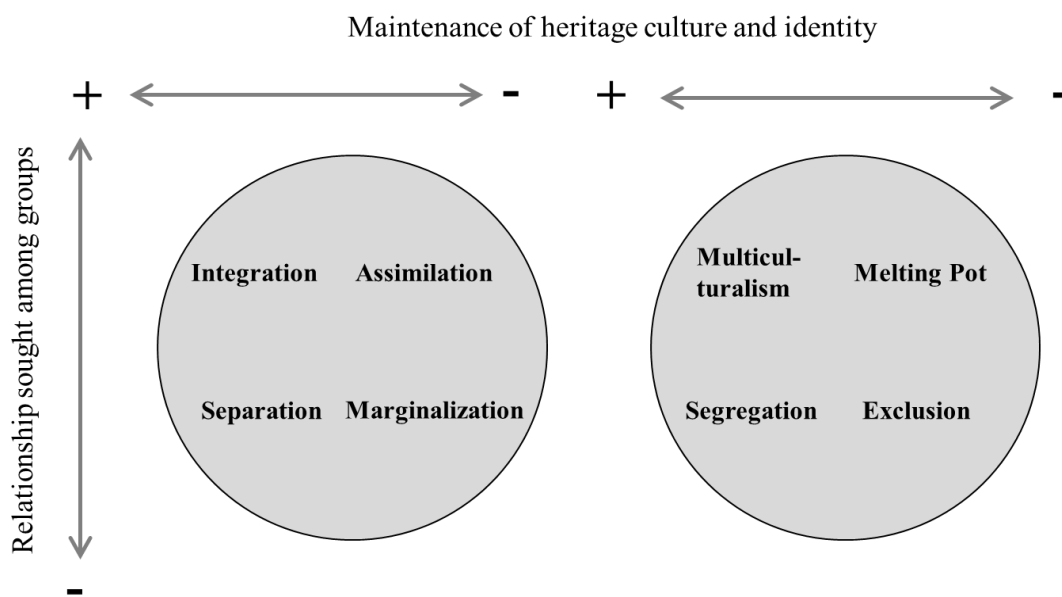 Maintenance of heritage culture and identity
+ - + -
Relationship sought among groups
Integration Assimilation
Separation Marginalization
Multicul-
turalism
Melting Pot
Segregation Exclusion
-